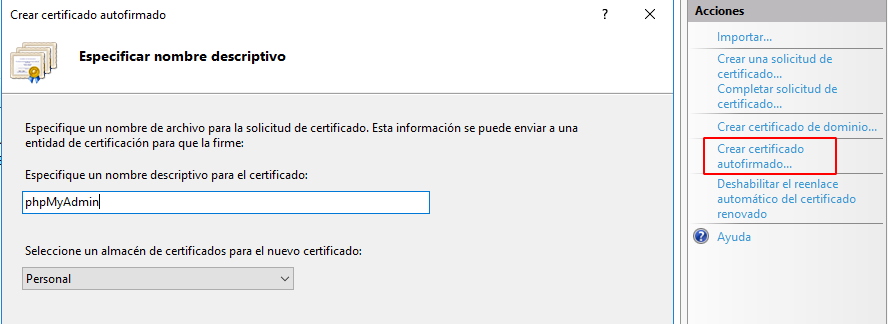 Crear certificado autofirmado
Especificar nombre descriptivo
Especifique un nombre de archivo para la solicitud de certificado. Esta información se puede enviar a una
entidad de certificación para que la firme:
Especifique un nombre descriptivo para el certificado:
phpMyAdmin
Seleccione un almacén de certificados para el nuevo certificado:
Personal
Acciones
Importar...
Crear una solicitud de
certificado...
Completar solicitud de
certificado...
Crear certificado de dominio...
Crear certificado
autofirmado...
Deshabilitar el reenlace
automático del certificado
renovado
Ayuda